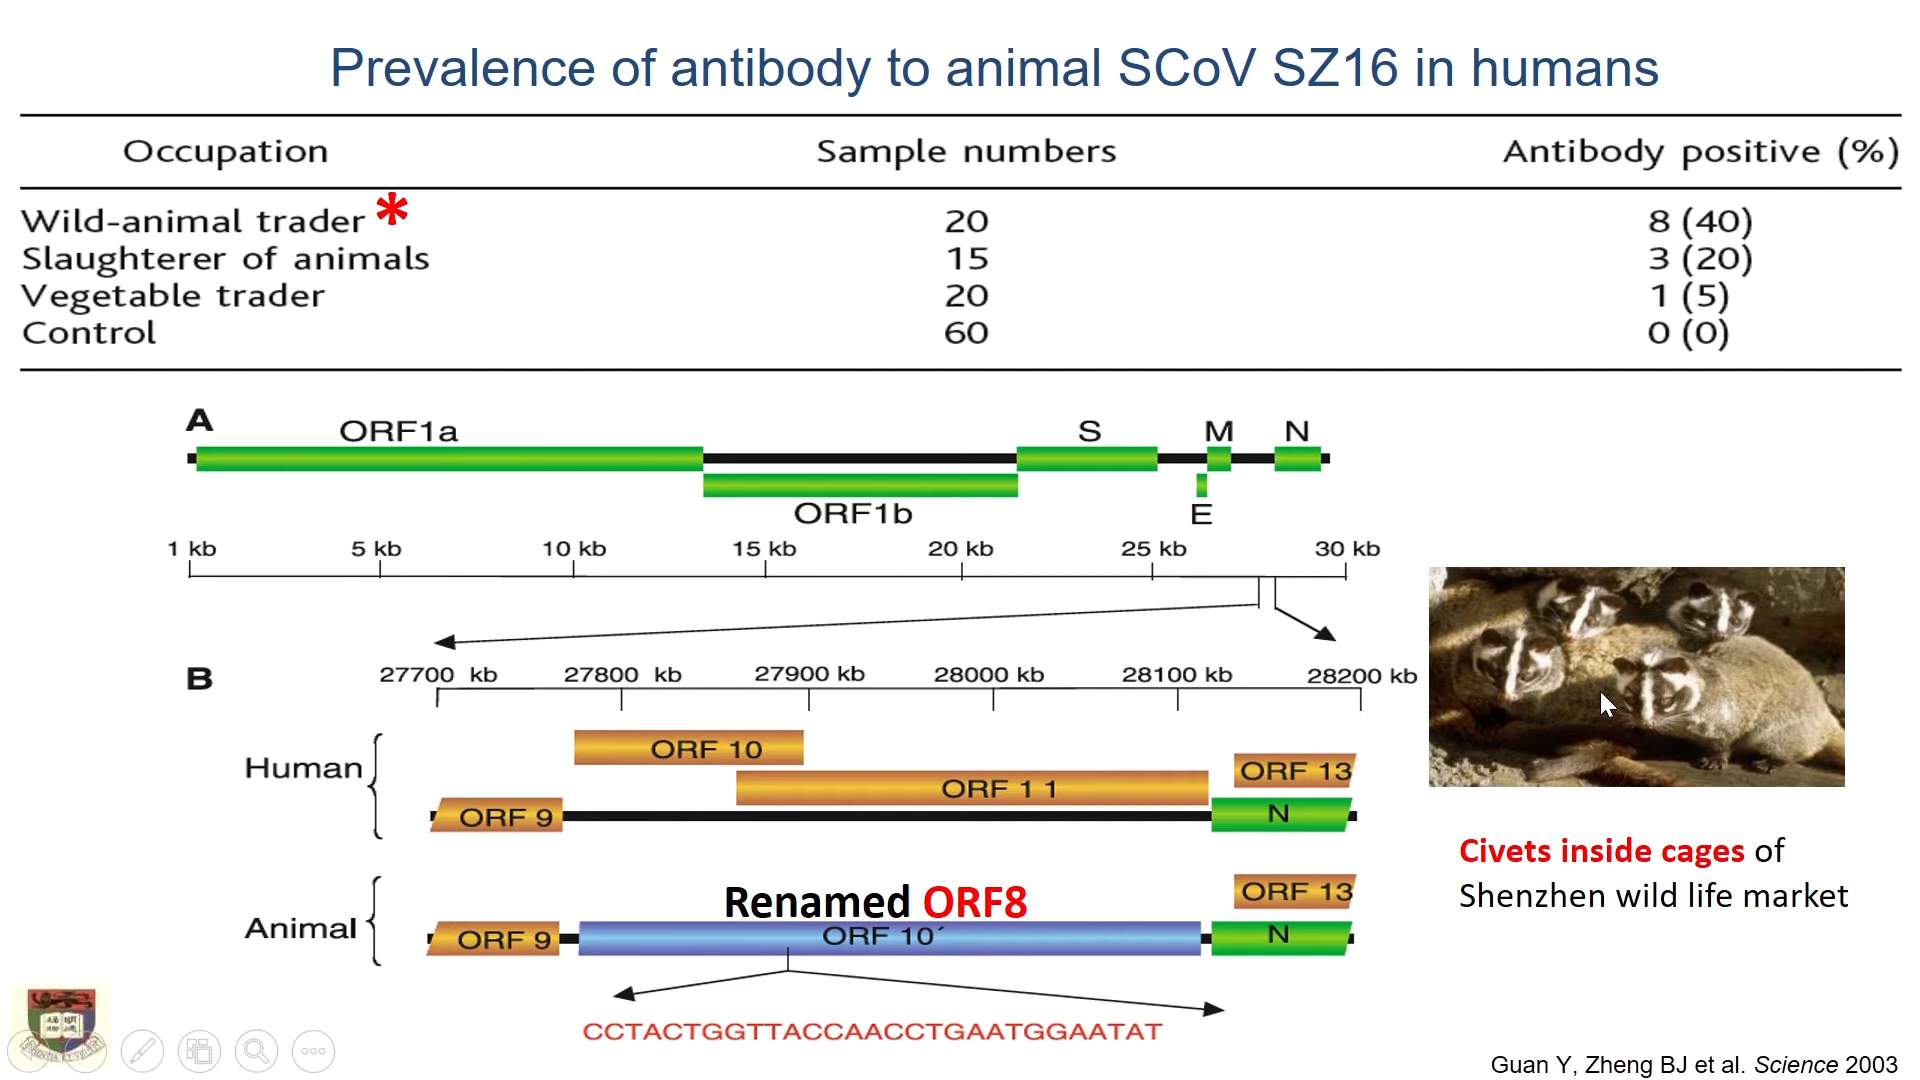 Prevalence of antibody to animal SCoV SZ16 in humans
Occupation Sample numbers Antibody positive (%)
Wild-animal trader *
20 8 (40)
Slaughterer of animals 15 3 (20)
Vegetable trader 20 1 (5)
Control 60 0 (0)
A
ORF1a S M N
ORF1b E
1 kb 5 kb 10 kb 15 kb 20 kb 25 kb 30 kb
B
27700 kb 27800 kb 27900 kb 28000 kb 28100 kb 28200 kb
Human
ORF 10
ORF 1 1
ORF 13
ORF 9
N
Renamed ORF8
Animal
ORF 13
ORF 9
ORF 10´
N
CCTACTGGTTACCAACCTGAATGGAATAT
Civets inside cages of
Shenzhen wild life market
Guan Y, Zheng BJ et al. Science 2003